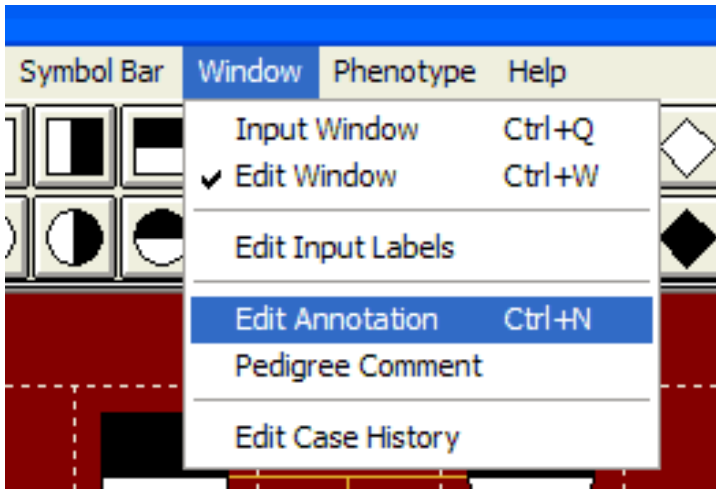 Symbol Bar Window Phenotype Help
Input Window Ctrl+Q
Edit Window Ctrl+W
Edit Input Labels
Edit Annotation Ctrl+N
Pedigree Comment
Edit Case History